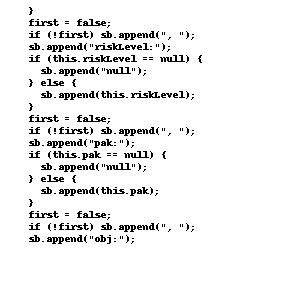 }
first = false;
if (!first) sb.append(", ");
sb.append("riskLevel:");
if (this.riskLevel == null) {
sb.append("null");
} else {
sb.append(this.riskLevel);
}
first = false;
if (!first) sb.append(", ");
sb.append("pak:");
if (this.pak == null) {
sb.append("null");
} else {
sb.append(this.pak);
}
first = false;
if (!first) sb.append(", ");
sb.append("obj:");